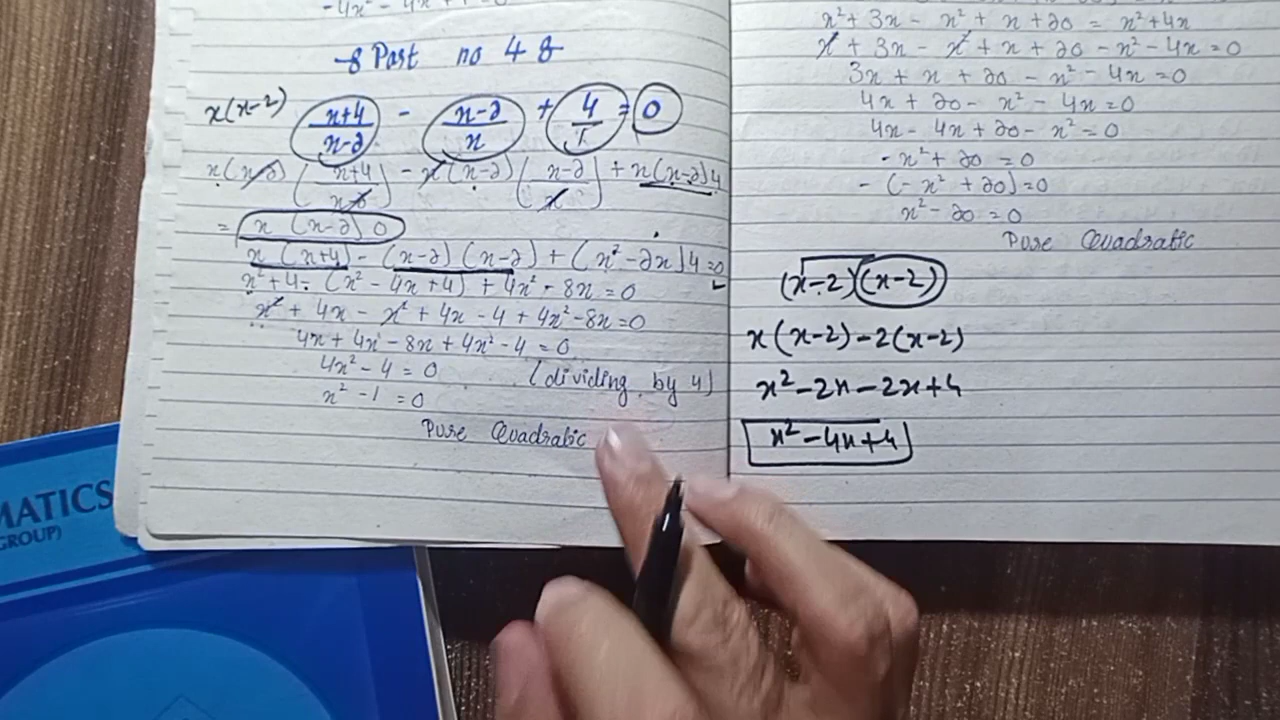 -4x² - 4x
Part no 4
x(x-2) x+4/x-2 - x-2/x + 4/1 = 0
x(x-2)(x+4/x-2) - x(x-2)(x-2/x) + x(x-2)4
= x(x-2)0
x(x+4) - (x-2)(x-2) + (x²-2x)4=0
x²+4- (x²-4x+4) + 4x²-8x=0
x² + 4x - x² + 4x - 4 + 4x²-8x=0
4x + 4x - 8x + 4x² - 4 = 0
4x² - 4 = 0 (dividing by 4)
x² - 1 = 0
Pure Quadratic
MATICS
GROUP)
x² + 3x - x² + x + 20 = x²+4x
x² + 3x - x² + x + 20 - x² - 4x = 0
3x + x + 20 - x² - 4x = 0
4x + 20 - x² - 4x = 0
4x - 4x + 20 - x² = 0
- x² + 20 = 0
- (- x² + 20) = 0
x² - 20 = 0
Pure Quadratic
(x-2)(x-2)
x(x-2)-2(x-2)
x²-2x-2x+4
x²-4x+4